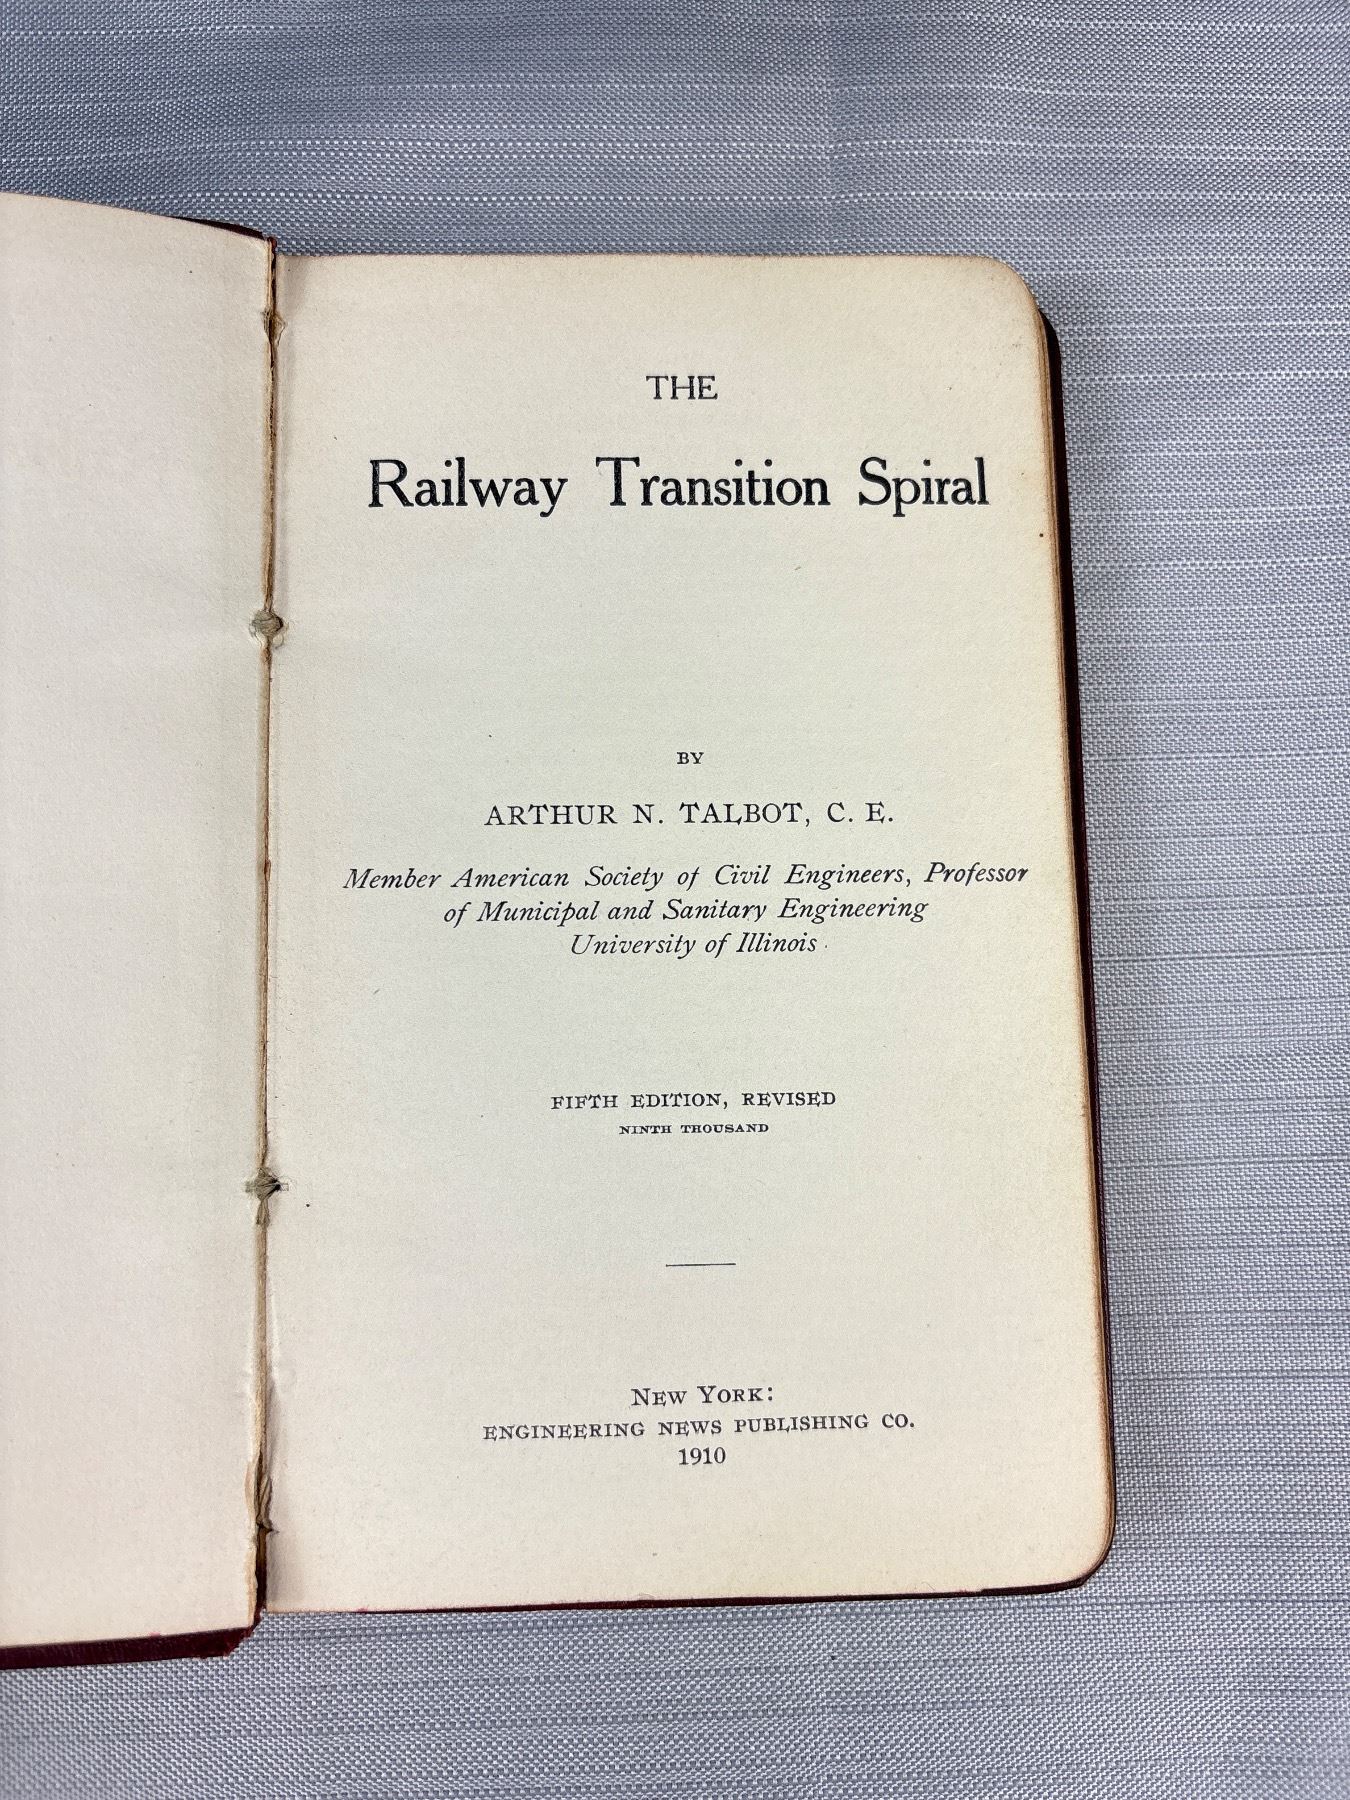 THE
Railway Transition Spiral
BY
ARTHUR N. TALBOT, C. E.
Member American Society of Civil Engineers, Professor
of Municipal and Sanitary Engineering
University of Illinois
FIFTH EDITION, REVISED
NINTH THOUSAND
NEW YORK:
ENGINEERING NEWS PUBLISHING CO.
1910